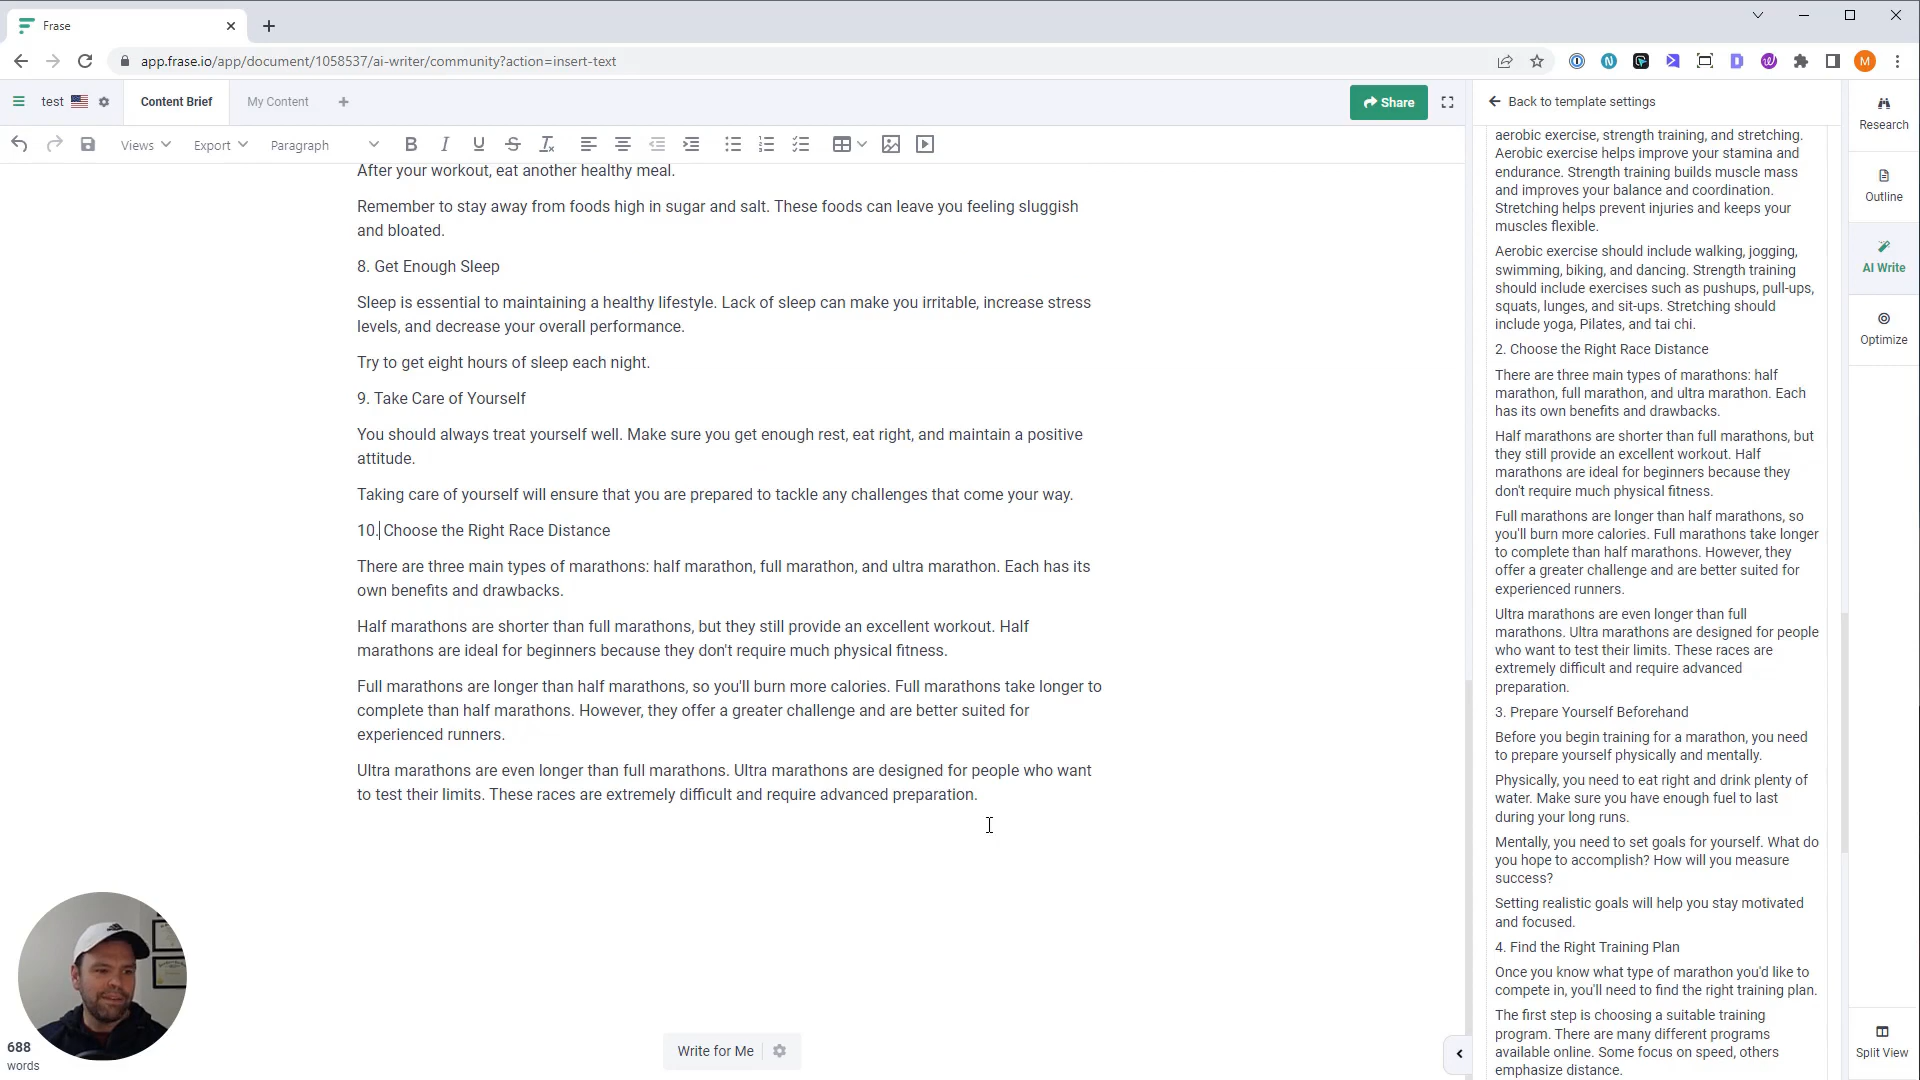 Frase
app.frase.io/app/document/1058537/ai-writer/community?action=insert-text
M
test
Content Brief
My Content
Share
Back to template settings
Research
Views
Export
Paragraph
After your workout, eat another healthy meal.
Remember to stay away from foods high in sugar and salt. These foods can leave you feeling sluggish
and bloated.
8. Get Enough Sleep
Sleep is essential to maintaining a healthy lifestyle. Lack of sleep can make you irritable, increase stress
levels, and decrease your overall performance.
Try to get eight hours of sleep each night.
9. Take Care of Yourself
You should always treat yourself well. Make sure you get enough rest, eat right, and maintain a positive
attitude.
Taking care of yourself will ensure that you are prepared to tackle any challenges that come your way.
10. Choose the Right Race Distance
There are three main types of marathons: half marathon, full marathon, and ultra marathon. Each has its
own benefits and drawbacks.
Half marathons are shorter than full marathons, but they still provide an excellent workout. Half
marathons are ideal for beginners because they don't require much physical fitness.
Full marathons are longer than half marathons, so you'll burn more calories. Full marathons take longer to
complete than half marathons. However, they offer a greater challenge and are better suited for
experienced runners.
Ultra marathons are even longer than full marathons. Ultra marathons are designed for people who want
to test their limits. These races are extremely difficult and require advanced preparation.
688
words
Write for Me
aerobic exercise, strength training, and stretching.
Aerobic exercise helps improve your stamina and
endurance. Strength training builds muscle mass
and improves your balance and coordination.
Stretching helps prevent injuries and keeps your
muscles flexible.
Aerobic exercise should include walking, jogging,
swimming, biking, and dancing. Strength training
should include exercises such as pushups, pull-ups,
squats, lunges, and sit-ups. Stretching should
include yoga, Pilates, and tai chi.
2. Choose the Right Race Distance
There are three main types of marathons: half
marathon, full marathon, and ultra marathon. Each
has its own benefits and drawbacks.
Half marathons are shorter than full marathons, but
they still provide an excellent workout. Half
marathons are ideal for beginners because they
don't require much physical fitness.
Full marathons are longer than half marathons, so
you'll burn more calories. Full marathons take longer
to complete than half marathons. However, they
offer a greater challenge and are better suited for
experienced runners.
Ultra marathons are even longer than full
marathons. Ultra marathons are designed for people
who want to test their limits. These races are
extremely difficult and require advanced
preparation.
3. Prepare Yourself Beforehand
Before you begin training for a marathon, you need
to prepare yourself physically and mentally.
Physically, you need to eat right and drink plenty of
water. Make sure you have enough fuel to last
during your long runs.
Mentally, you need to set goals for yourself. What do
you hope to accomplish? How will you measure
success?
Setting realistic goals will help you stay motivated
and focused.
4. Find the Right Training Plan
Once you know what type of marathon you'd like to
compete in, you'll need to find the right training plan.
The first step is choosing a suitable training
program. There are many different programs
available online. Some focus on speed, others
emphasize distance.
Outline
AI Write
Optimize
Split View